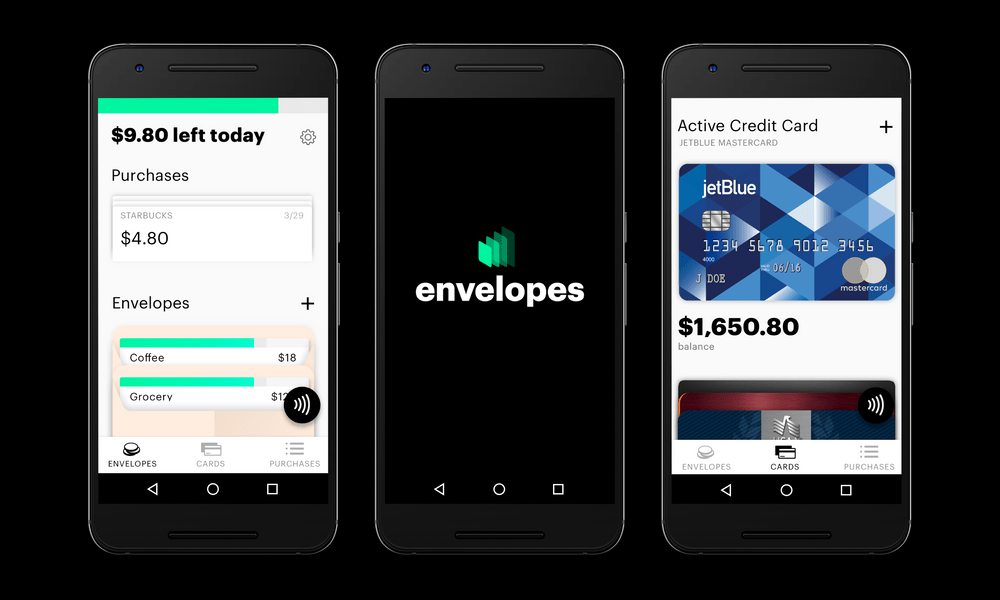 $9.80 left today
Purchases
STARBUCKS 3/29
$4.80
Envelopes +
Coffee $18
Grocery
ENVELOPES CARDS PURCHASES
envelopes
Active Credit Card +
JETBLUE MASTERCARD
jetBlue
1234 5678 9012 3456
4000
06/16
J DOE
mastercard
$1,650.80
balance
ENVELOPES CARDS PURCHASES